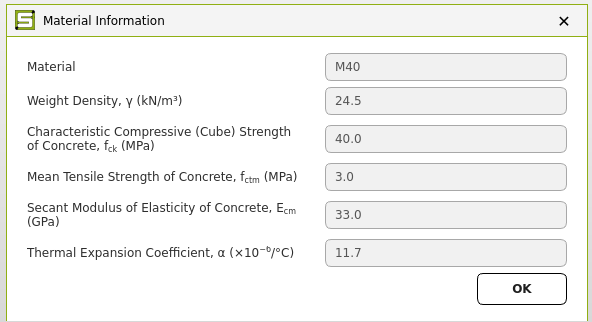 Material Information
Material
M40
Weight Density, γ (kN/m³)
24.5
Characteristic Compressive (Cube) Strength
of Concrete, fck (MPa)
40.0
Mean Tensile Strength of Concrete, fctm (MPa)
3.0
Secant Modulus of Elasticity of Concrete, Ecm
(GPa)
33.0
Thermal Expansion Coefficient, α (×10⁻⁶/°C)
11.7
OK